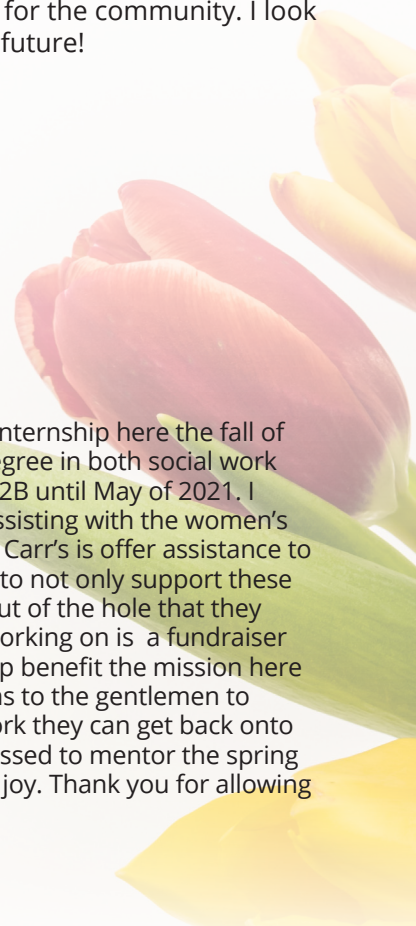 for the community. I look
future!
nternship here the fall of
egree in both social work
2B until May of 2021. I
ssisting with the women's
Carr's is offer assistance to
to not only support these
ut of the hole that they
orking on is a fundraiser
p benefit the mission here
ns to the gentlemen to
ork they can get back onto
ssed to mentor the spring
joy. Thank you for allowing